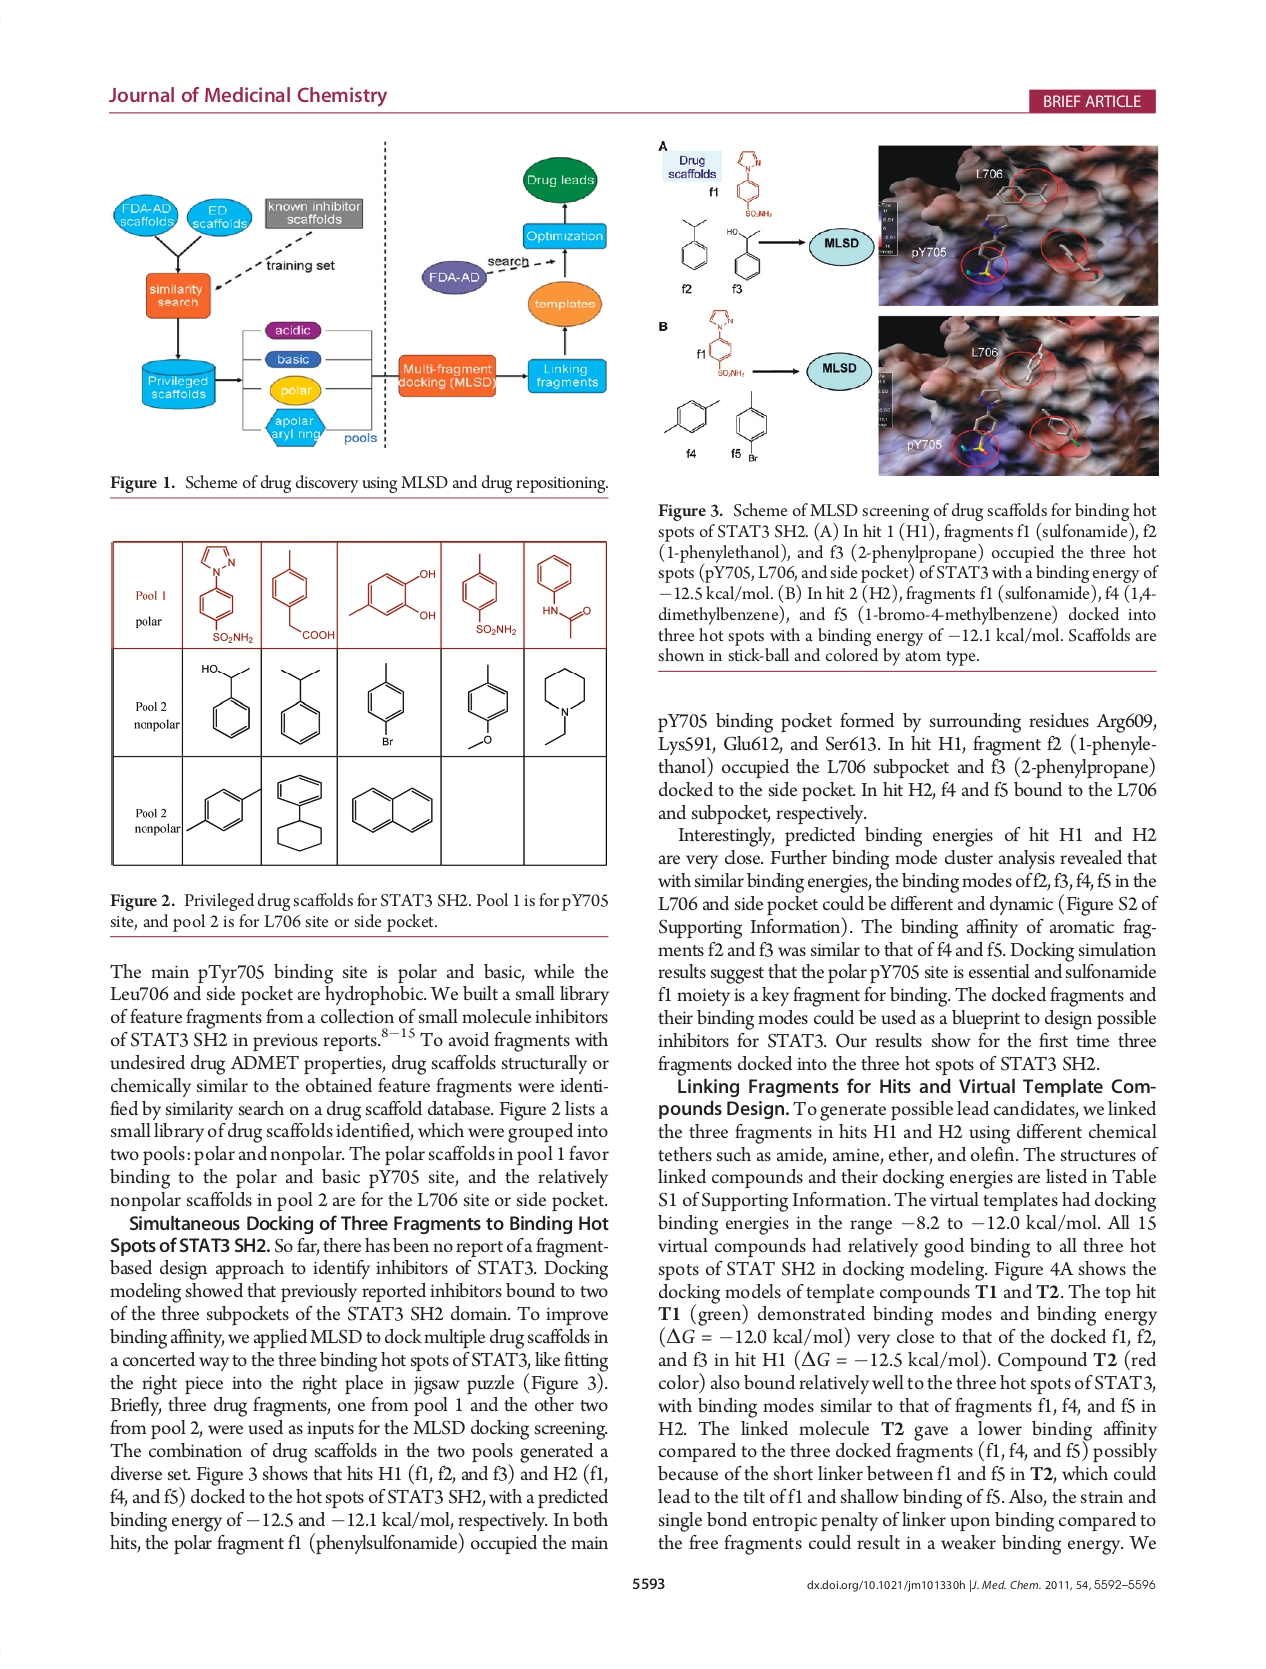 Journal of Medicinal Chemistry
BRIEF ARTICLE
FDA-AD
scaffolds
ED
scaffolds
known inhibitor
scaffolds
training set
similarity
search
Privileged
scaffolds
acidic
basic
polar
apolar
aryl ring
pools
Drug leads
Optimization
search
FDA-AD
templates
Multi-fragment
docking (MLSD)
Linking
fragments
Figure 1. Scheme of drug discovery using MLSD and drug repositioning.
Pool 1
polar
N
N
SO₂NH₂
COOH
OH
OH
SO₂NH₂
HN
O
Pool 2
nonpolar
HO
Br
O
N
Pool 2
nonpolar
Figure 2. Privileged drug scaffolds for STAT3 SH2. Pool 1 is for pY705
site, and pool 2 is for L706 site or side pocket.
The main pTyr705 binding site is polar and basic, while the
Leu706 and side pocket are hydrophobic. We built a small library
of feature fragments from a collection of small molecule inhibitors
of STAT3 SH2 in previous reports.⁸⁻¹⁵ To avoid fragments with
undesired drug ADMET properties, drug scaffolds structurally or
chemically similar to the obtained feature fragments were identi-
fied by similarity search on a drug scaffold database. Figure 2 lists a
small library of drug scaffolds identified, which were grouped into
two pools: polar and nonpolar. The polar scaffolds in pool 1 favor
binding to the polar and basic pY705 site, and the relatively
nonpolar scaffolds in pool 2 are for the L706 site or side pocket.
Simultaneous Docking of Three Fragments to Binding Hot
Spots of STAT3 SH2. So far, there has been no report of a fragment-
based design approach to identify inhibitors of STAT3. Docking
modeling showed that previously reported inhibitors bound to two
of the three subpockets of the STAT3 SH2 domain. To improve
binding affinity, we applied MLSD to dock multiple drug scaffolds in
a concerted way to the three binding hot spots of STAT3, like fitting
the right piece into the right place in jigsaw puzzle (Figure 3).
Briefly, three drug fragments, one from pool 1 and the other two
from pool 2, were used as inputs for the MLSD docking screening.
The combination of drug scaffolds in the two pools generated a
diverse set. Figure 3 shows that hits H1 (f1, f2, and f3) and H2 (f1,
f4, and f5) docked to the hot spots of STAT3 SH2, with a predicted
binding energy of −12.5 and −12.1 kcal/mol, respectively. In both
hits, the polar fragment f1 (phenylsulfonamide) occupied the main
A
Drug
scaffolds
f1
N
N
SO₂NH₂
HO
f2
f3
MLSD
L706
pY705
B
f1
N
N
SO₂NH₂
f4
f5
Br
MLSD
L706
pY705
Figure 3. Scheme of MLSD screening of drug scaffolds for binding hot
spots of STAT3 SH2. (A) In hit 1 (H1), fragments f1 (sulfonamide), f2
(1-phenylethanol), and f3 (2-phenylpropane) occupied the three hot
spots (pY705, L706, and side pocket) of STAT3 with a binding energy of
−12.5 kcal/mol. (B) In hit 2 (H2), fragments f1 (sulfonamide), f4 (1,4-
dimethylbenzene), and f5 (1-bromo-4-methylbenzene) docked into
three hot spots with a binding energy of −12.1 kcal/mol. Scaffolds are
shown in stick-ball and colored by atom type.
pY705 binding pocket formed by surrounding residues Arg609,
Lys591, Glu612, and Ser613. In hit H1, fragment f2 (1-phenyle-
thanol) occupied the L706 subpocket and f3 (2-phenylpropane)
docked to the side pocket. In hit H2, f4 and f5 bound to the L706
and subpocket, respectively.
Interestingly, predicted binding energies of hit H1 and H2
are very close. Further binding mode cluster analysis revealed that
with similar binding energies, the binding modes of f2, f3, f4, f5 in the
L706 and side pocket could be different and dynamic (Figure S2 of
Supporting Information). The binding affinity of aromatic frag-
ments f2 and f3 was similar to that of f4 and f5. Docking simulation
results suggest that the polar pY705 site is essential and sulfonamide
f1 moiety is a key fragment for binding. The docked fragments and
their binding modes could be used as a blueprint to design possible
inhibitors for STAT3. Our results show for the first time three
fragments docked into the three hot spots of STAT3 SH2.
Linking Fragments for Hits and Virtual Template Com-
pounds Design. To generate possible lead candidates, we linked
the three fragments in hits H1 and H2 using different chemical
tethers such as amide, amine, ether, and olefin. The structures of
linked compounds and their docking energies are listed in Table
S1 of Supporting Information. The virtual templates had docking
binding energies in the range −8.2 to −12.0 kcal/mol. All 15
virtual compounds had relatively good binding to all three hot
spots of STAT SH2 in docking modeling. Figure 4A shows the
docking models of template compounds T1 and T2. The top hit
T1 (green) demonstrated binding modes and binding energy
(ΔG = −12.0 kcal/mol) very close to that of the docked f1, f2,
and f3 in hit H1 (ΔG = −12.5 kcal/mol). Compound T2 (red
color) also bound relatively well to the three hot spots of STAT3,
with binding modes similar to that of fragments f1, f4, and f5 in
H2. The linked molecule T2 gave a lower binding affinity
compared to the three docked fragments (f1, f4, and f5) possibly
because of the short linker between f1 and f5 in T2, which could
lead to the tilt of f1 and shallow binding of f5. Also, the strain and
single bond entropic penalty of linker upon binding compared to
the free fragments could result in a weaker binding energy. We
5593
dx.doi.org/10.1021/jm101330h |J. Med. Chem. 2011, 54, 5592–5596